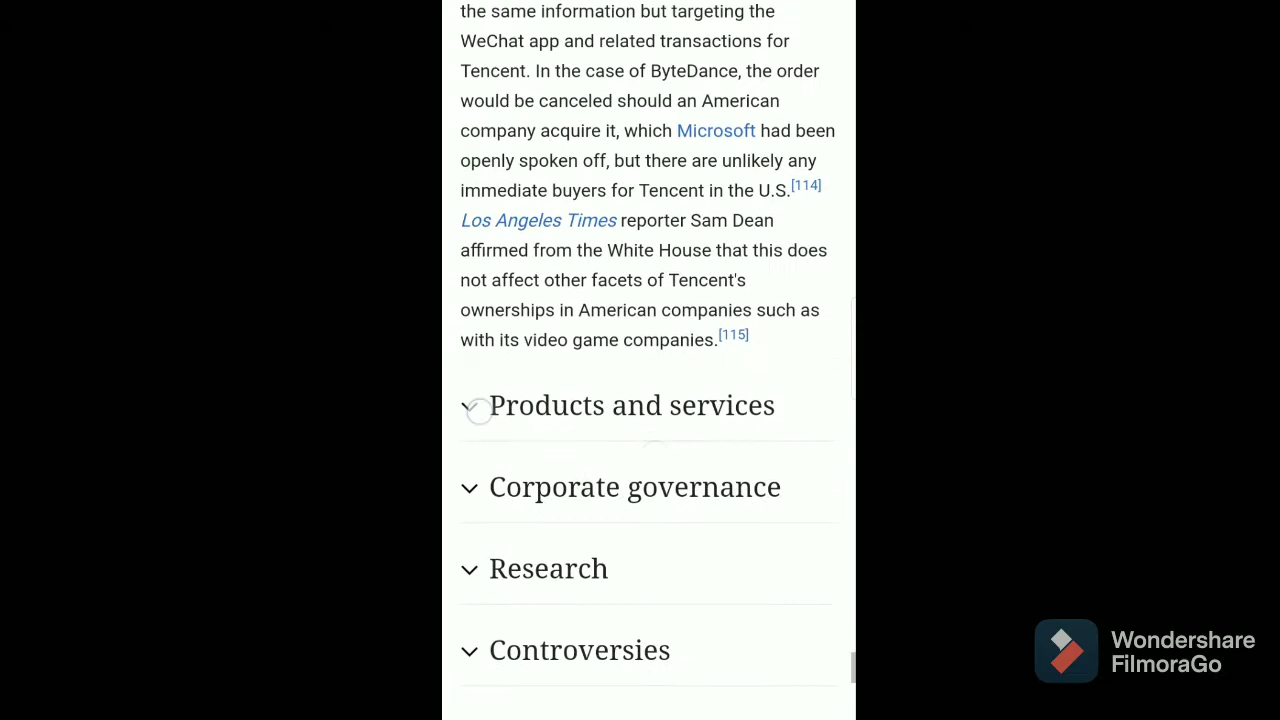 the same information but targeting the
WeChat app and related transactions for
Tencent. In the case of ByteDance, the order
would be canceled should an American
company acquire it, which Microsoft had been
openly spoken off, but there are unlikely any
immediate buyers for Tencent in the U.S.[114]
Los Angeles Times reporter Sam Dean
affirmed from the White House that this does
not affect other facets of Tencent's
ownerships in American companies such as
with its video game companies.[115]
Products and services
Corporate governance
Research
Controversies
Wondershare
FilmoraGo